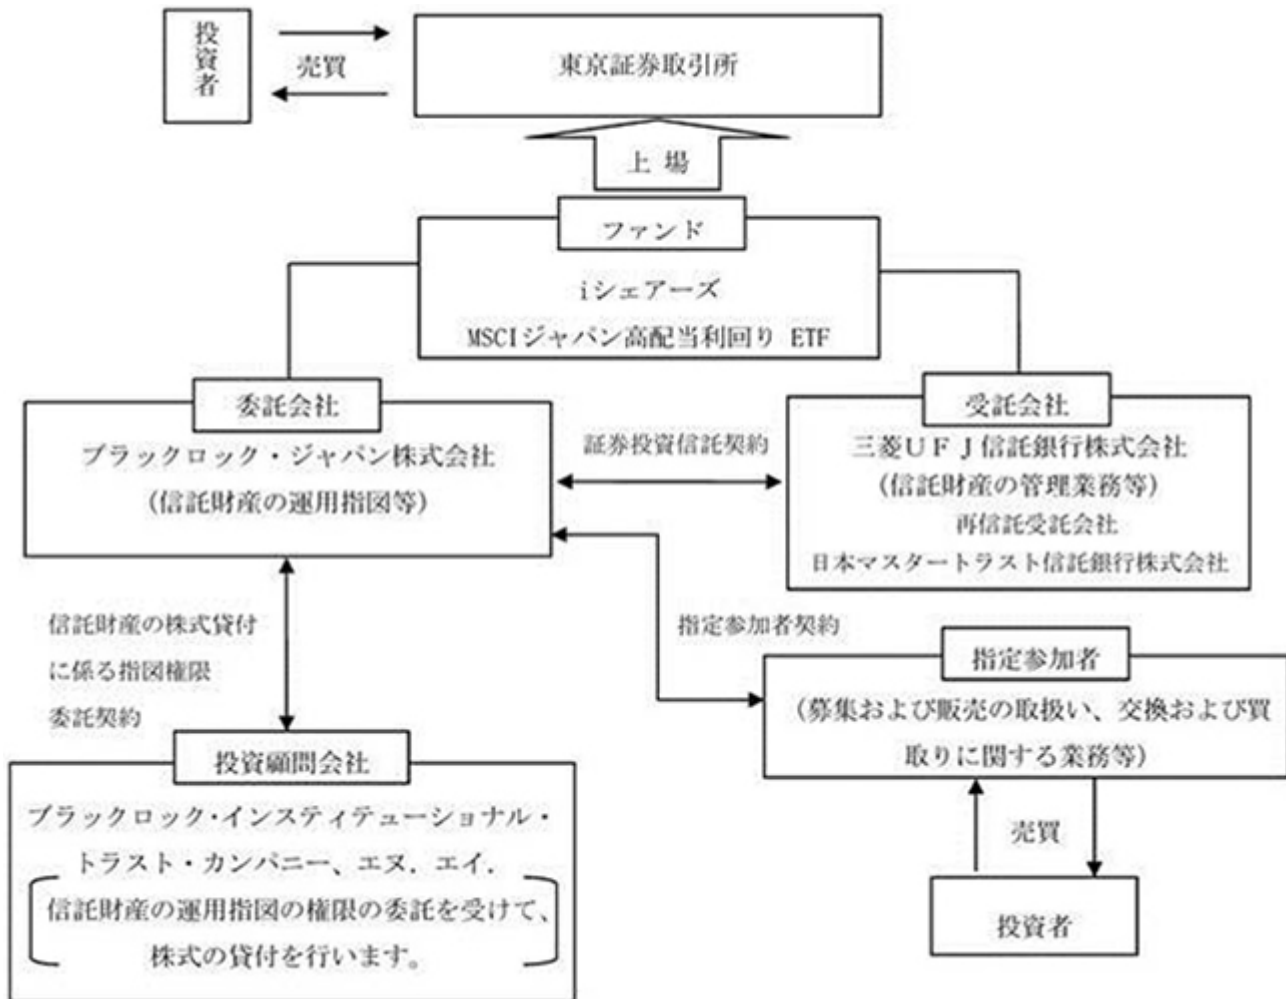 投資者
売買
東京証券取引所
上 場
ファンド
iシェアーズ
MSCIジャパン高配当利回り ETF
委託会社
ブラックロック・ジャパン株式会社
(信託財産の運用指図等)
証券投資信託契約
受託会社
三菱ＵＦＪ信託銀行株式会社
(信託財産の管理業務等)
再信託受託会社
日本マスタートラスト信託銀行株式会社
信託財産の株式貸付
に係る指図権限
委託契約
指定参加者契約
指定参加者
(募集および販売の取扱い、交換および買
取りに関する業務等)
投資顧問会社
ブラックロック・インスティテューショナル・
トラスト・カンパニー、エヌ．エイ．
信託財産の運用指図の権限の委託を受けて、
株式の貸付を行います。
売買
投資者